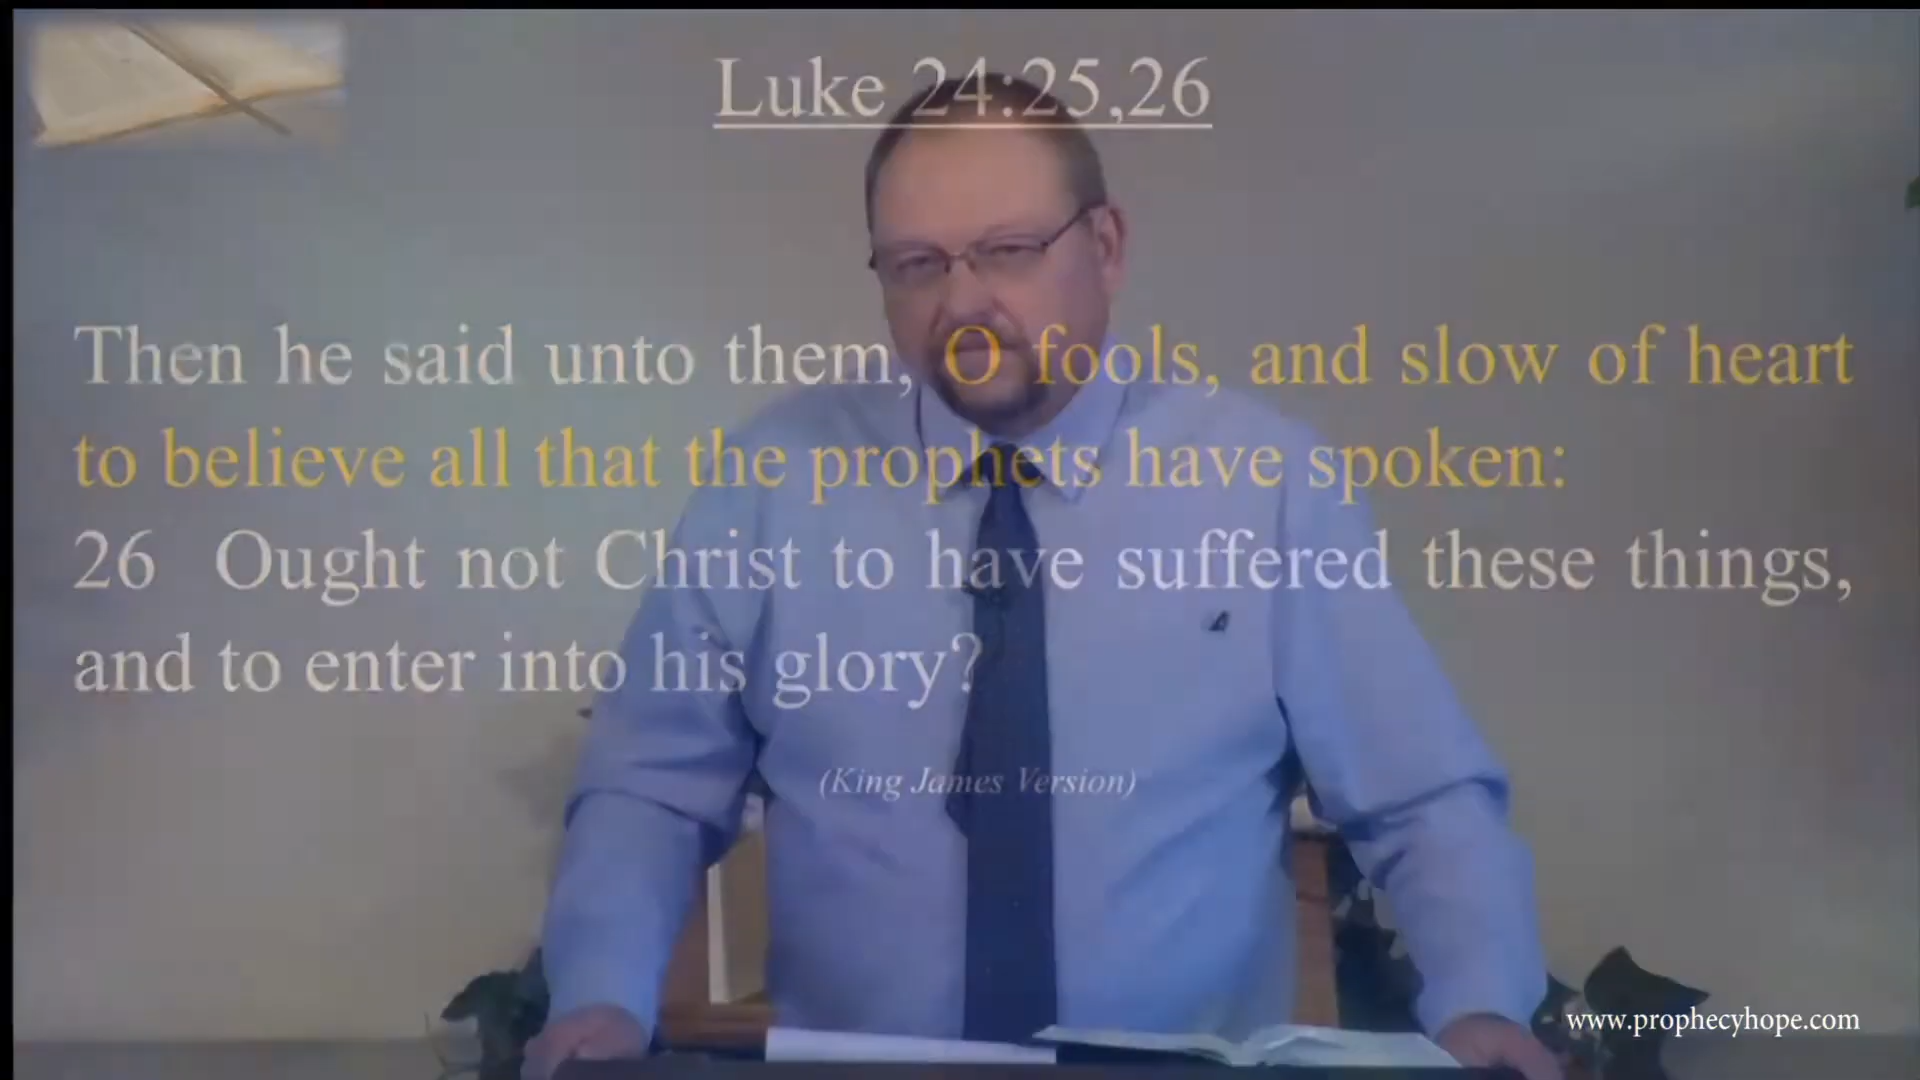 Luke 24:25,26
Then he said unto them, O fools, and slow of heart
to believe all that the prophets have spoken:
26 Ought not Christ to have suffered these things,
and to enter into his glory?
(King James Version)
www.prophecyhope.com